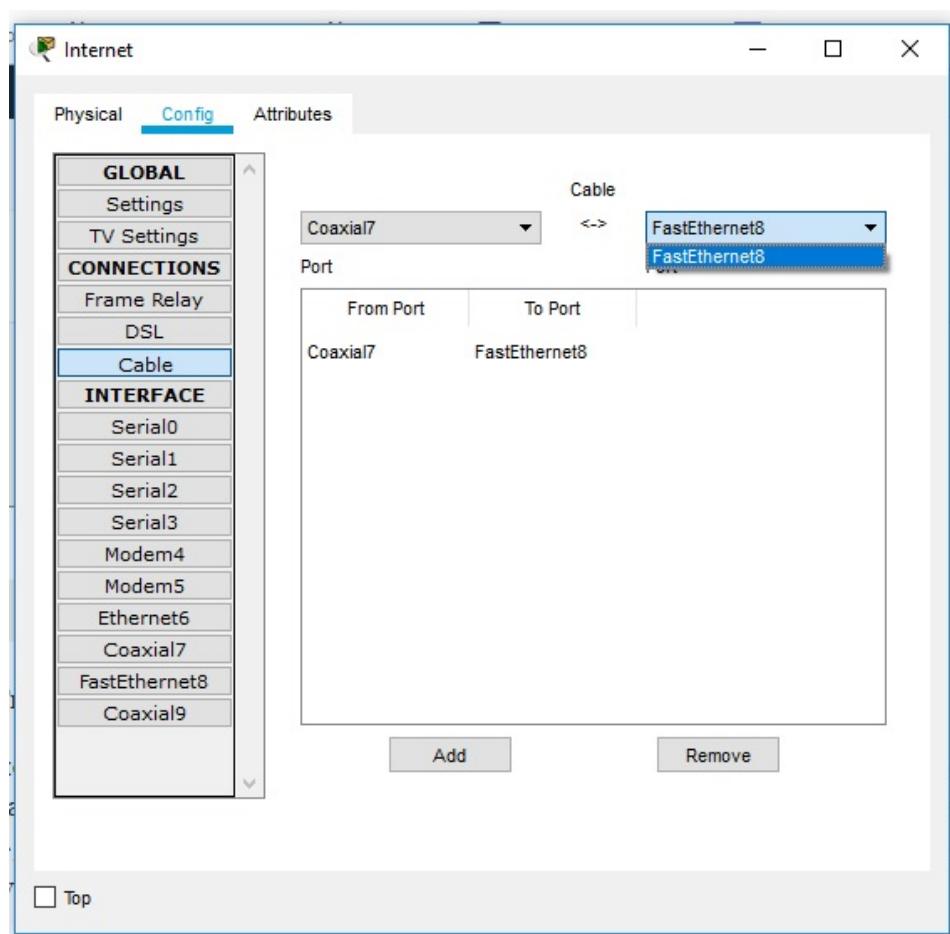 Internet
Physical Config Attributes
GLOBAL
Settings
TV Settings
CONNECTIONS
Frame Relay
DSL
Cable
INTERFACE
Serial0
Serial1
Serial2
Serial3
Modem4
Modem5
Ethernet6
Coaxial7
FastEthernet8
Coaxial9
Cable
Coaxial7 <-> FastEthernet8
FastEthernet8
Port
From Port To Port
Coaxial7 FastEthernet8
Add Remove
Top